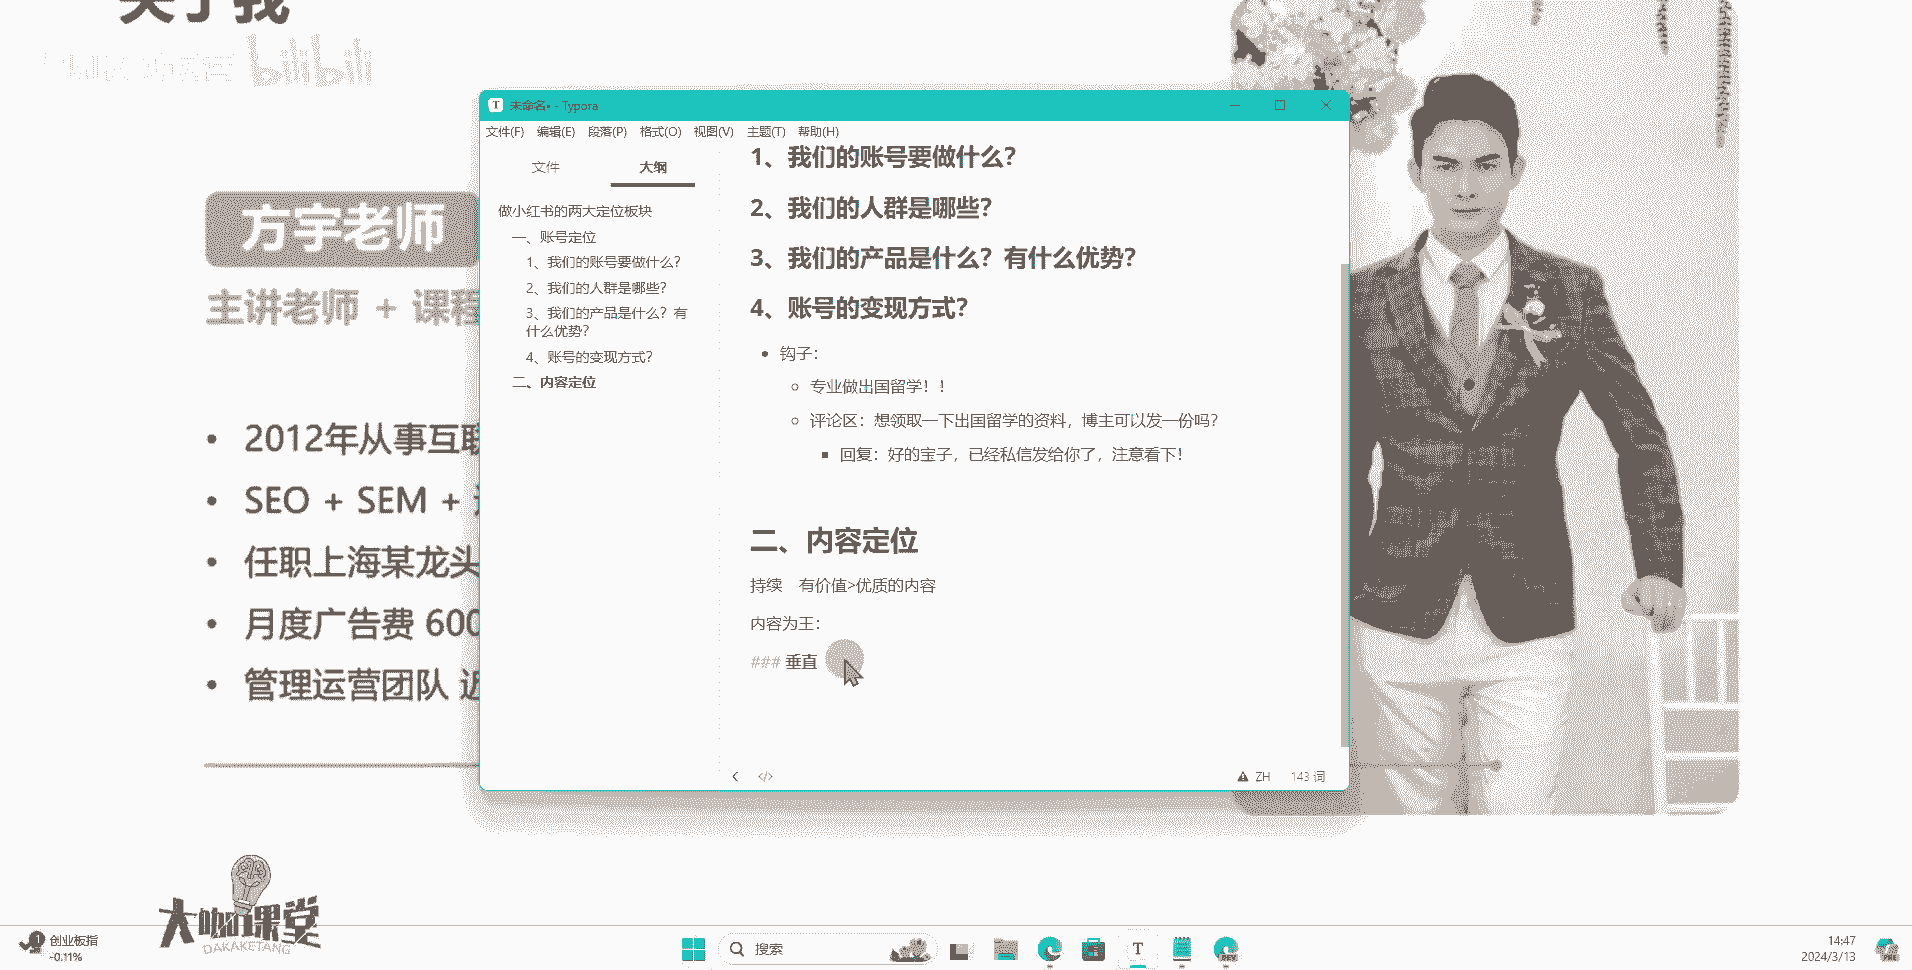 关于我
bilibili
未命名• - Typora
文件(F) 编辑(E) 段落(P) 格式(O) 视图(V) 主题(T) 帮助(H)
文件 大纲
做小红书的两大定位板块
一、账号定位
1、我们的账号要做什么？
2、我们的人群是哪些？
3、我们的产品是什么？有
什么优势？
4、账号的变现方式？
二、内容定位
1、我们的账号要做什么？
2、我们的人群是哪些？
3、我们的产品是什么？有什么优势？
4、账号的变现方式？
• 钩子：
○ 专业做出国留学！！
○ 评论区：想领取一下出国留学的资料，博主可以发一份吗？
▪ 回复：好的宝子，已经私信发给你了，注意看下！
二、内容定位
持续 有价值>优质的内容
内容为王：
### 垂直
</> ZH 143 词
方宇老师
主讲老师 + 课程
• 2012年从事互联
• SEO + SEM +
• 任职上海某龙头
• 月度广告费 600
• 管理运营团队
大咖课堂
DAKAKETANG
1 创业板指
-0.11%
搜索
T
DEV
14:47
2024/3/13
PRE